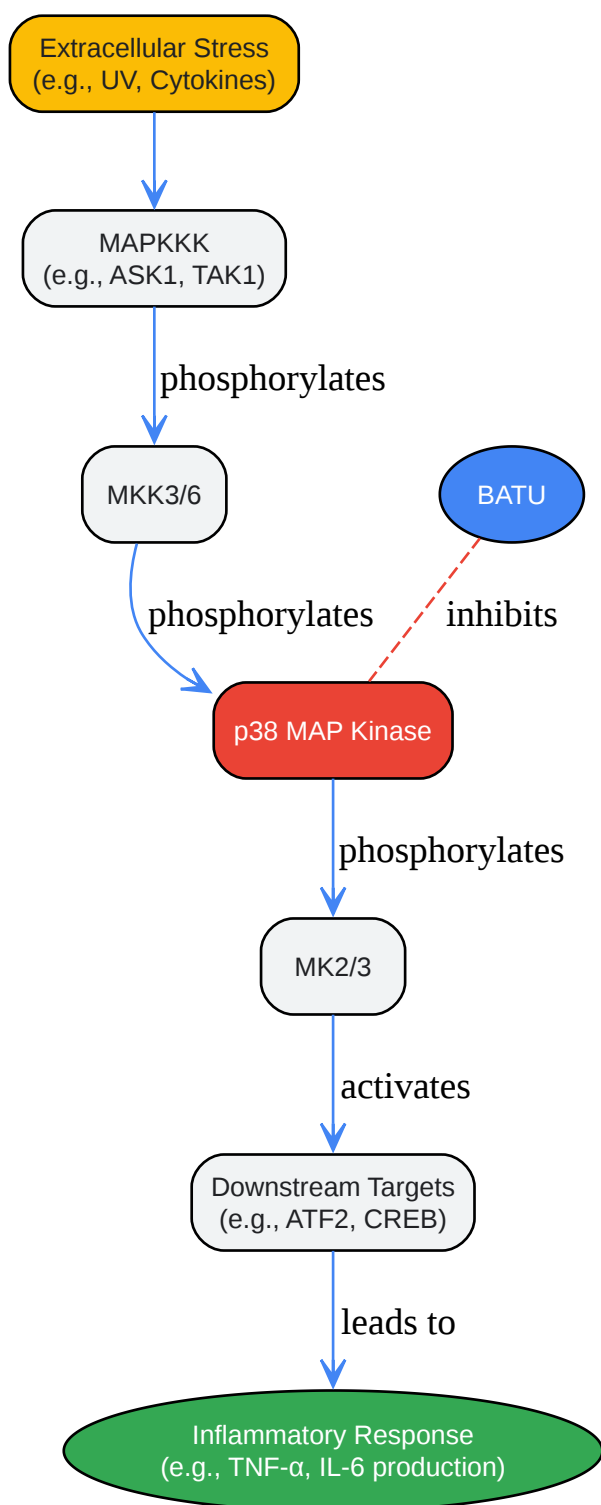 Extracellular Stress
(e.g., UV, Cytokines)
MAPKKK
(e.g., ASK1, TAK1)
phosphorylates
MKK3/6
BATU
phosphorylates
inhibits
p38 MAP Kinase
phosphorylates
MK2/3
activates
Downstream Targets
(e.g., ATF2, CREB)
leads to
Inflammatory Response
(e.g., TNF-α, IL-6 production)